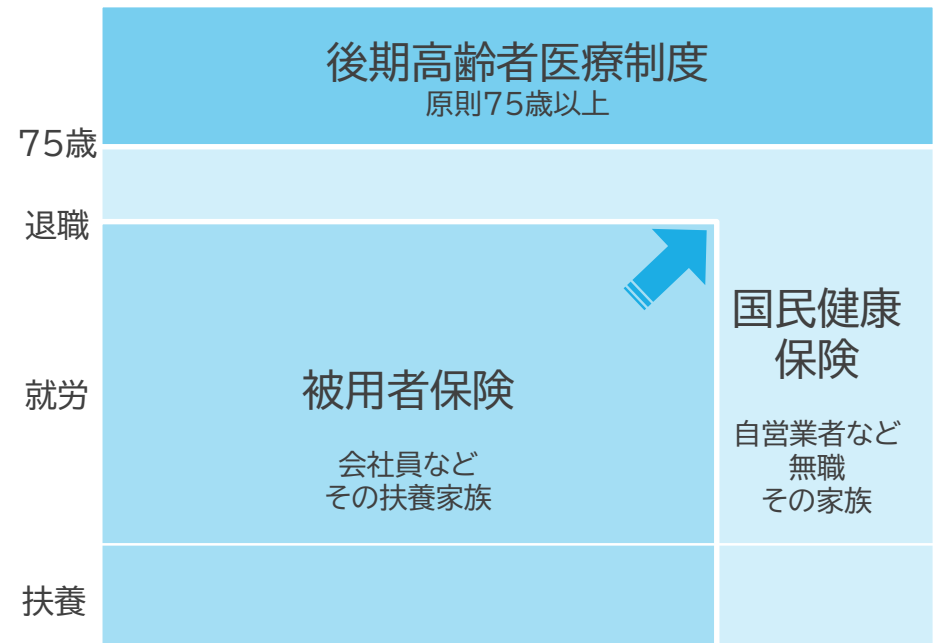 後期高齢者医療制度
原則75歳以上
75歳
退職
就労
扶養
被用者保険
会社員など
その扶養家族
国民健康
保険
自営業者など
無職
その家族